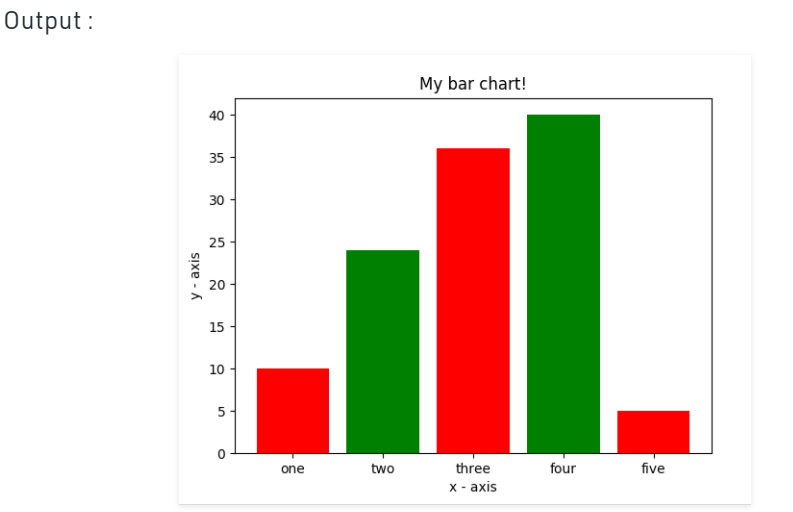 Output :
My bar chart!
40
35
30
25
20
15
10
5
0
y - axis
one two three four five
x - axis